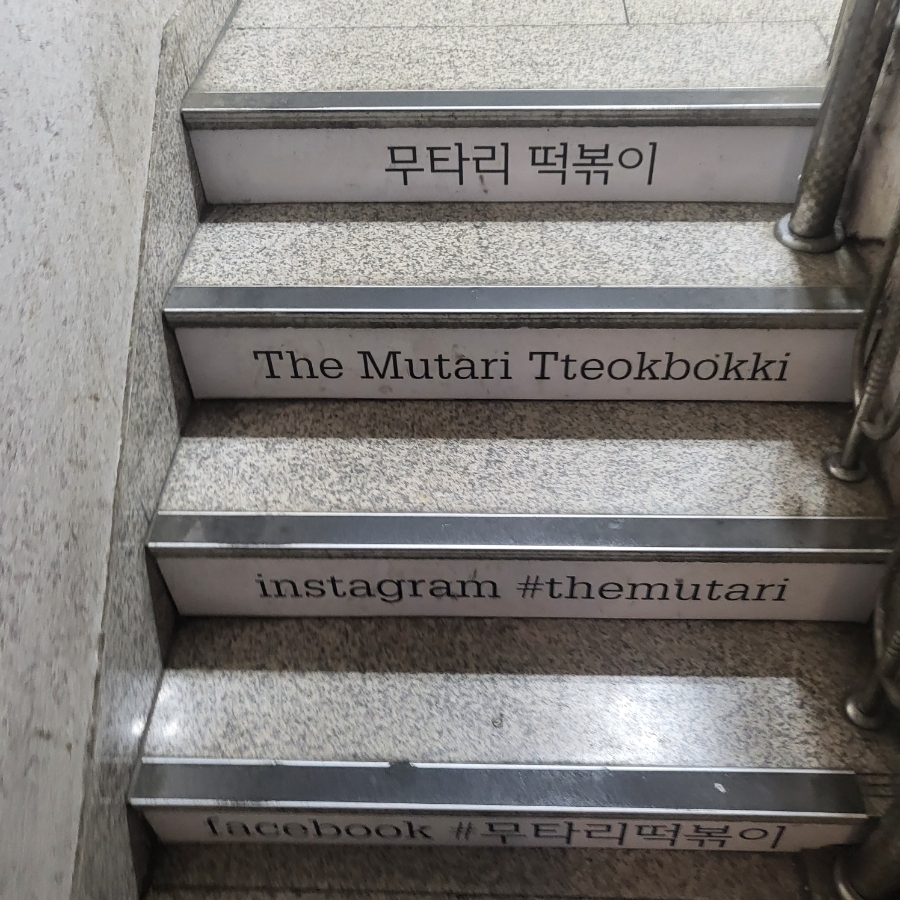 무타리 떡볶이
The Mutari Tteokbokki
instagram #themutari
facebook #무타리떡볶이